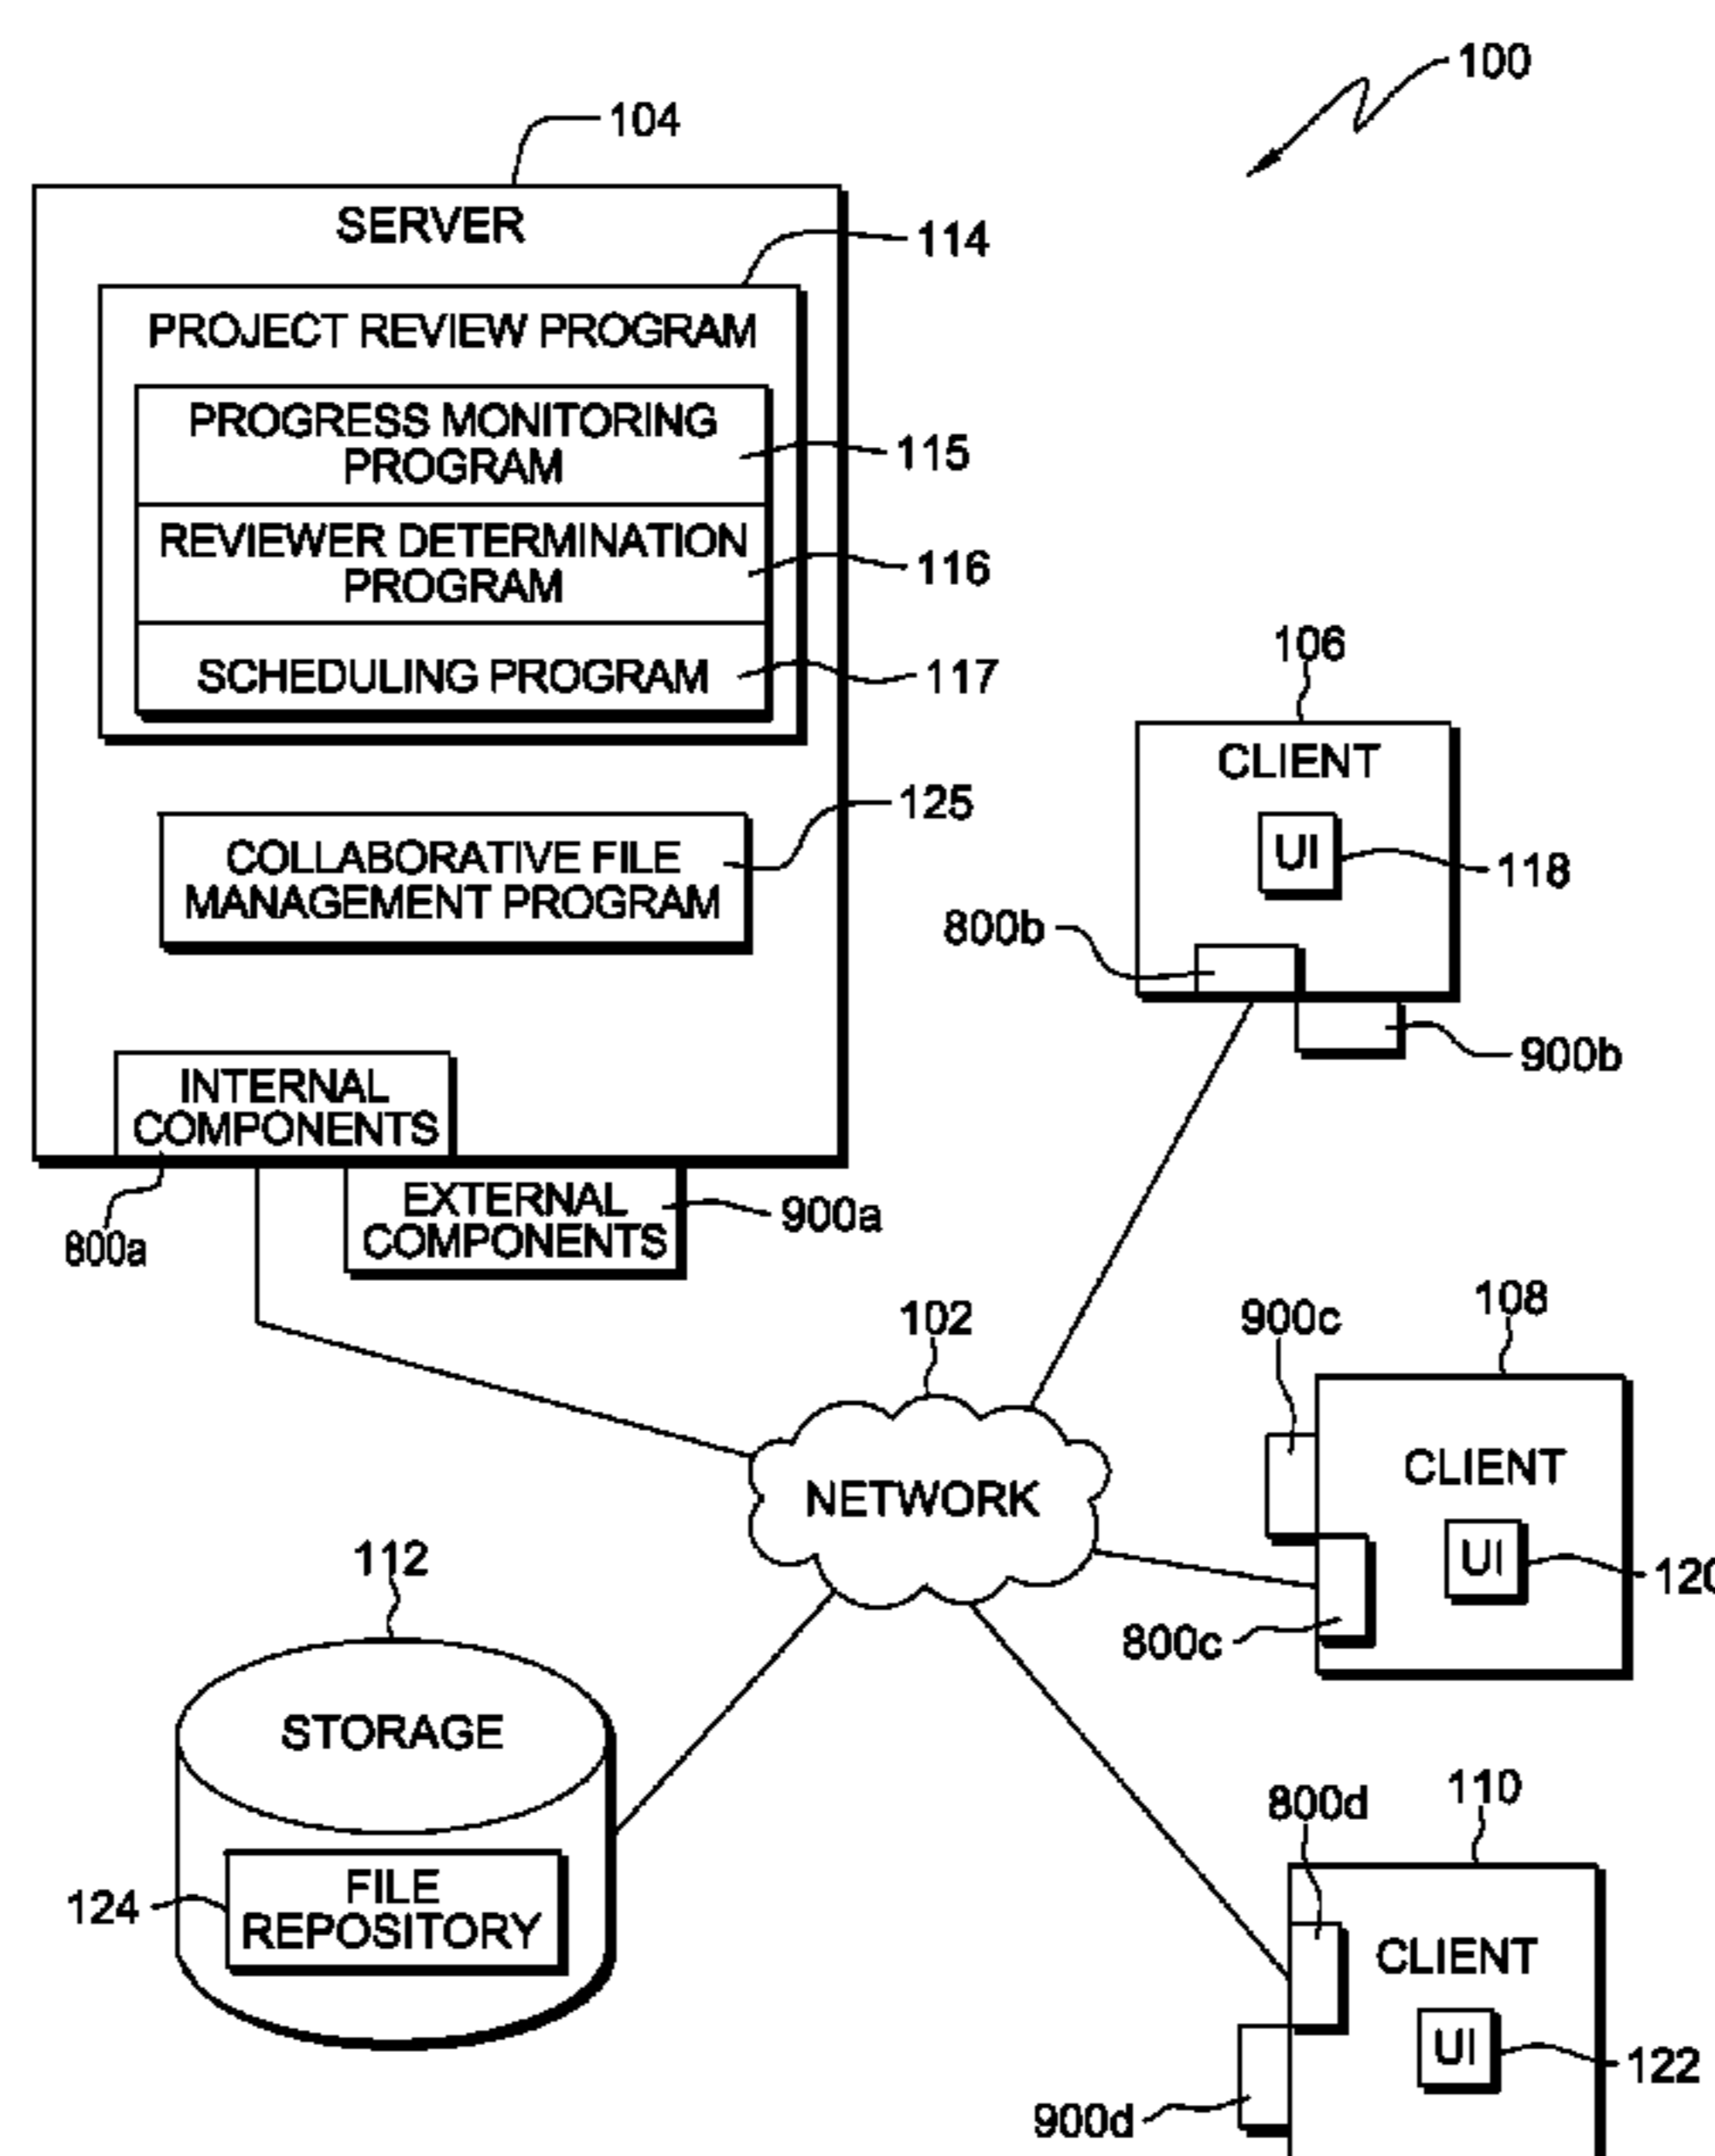 100
104
SERVER
114
PROJECT REVIEW PROGRAM
PROGRESS MONITORING
PROGRAM
115
REVIEWER DETERMINATION
PROGRAM
116
SCHEDULING PROGRAM
117
125
COLLABORATIVE FILE
MANAGEMENT PROGRAM
INTERNAL
COMPONENTS
800a
EXTERNAL
COMPONENTS
900a
106
CLIENT
UI
118
800b
900b
102
NETWORK
108
900c
CLIENT
UI
120
800c
112
STORAGE
124
FILE
REPOSITORY
110
800d
CLIENT
UI
122
900d